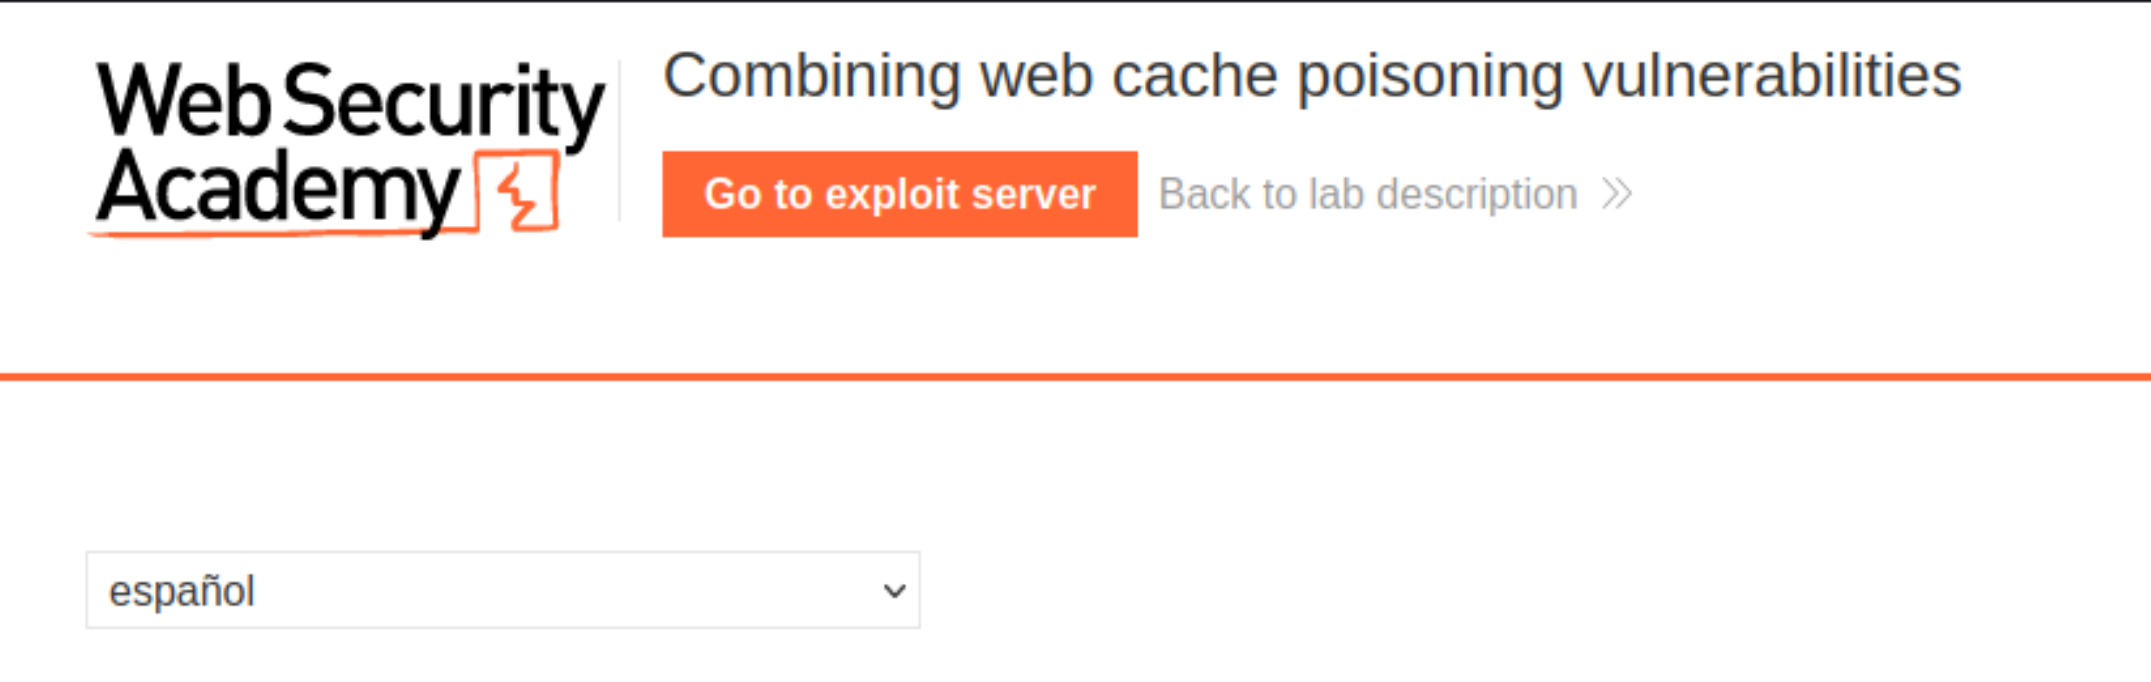 Web Security
Academy
Combining web cache poisoning vulnerabilities
Go to exploit server
Back to lab description
español